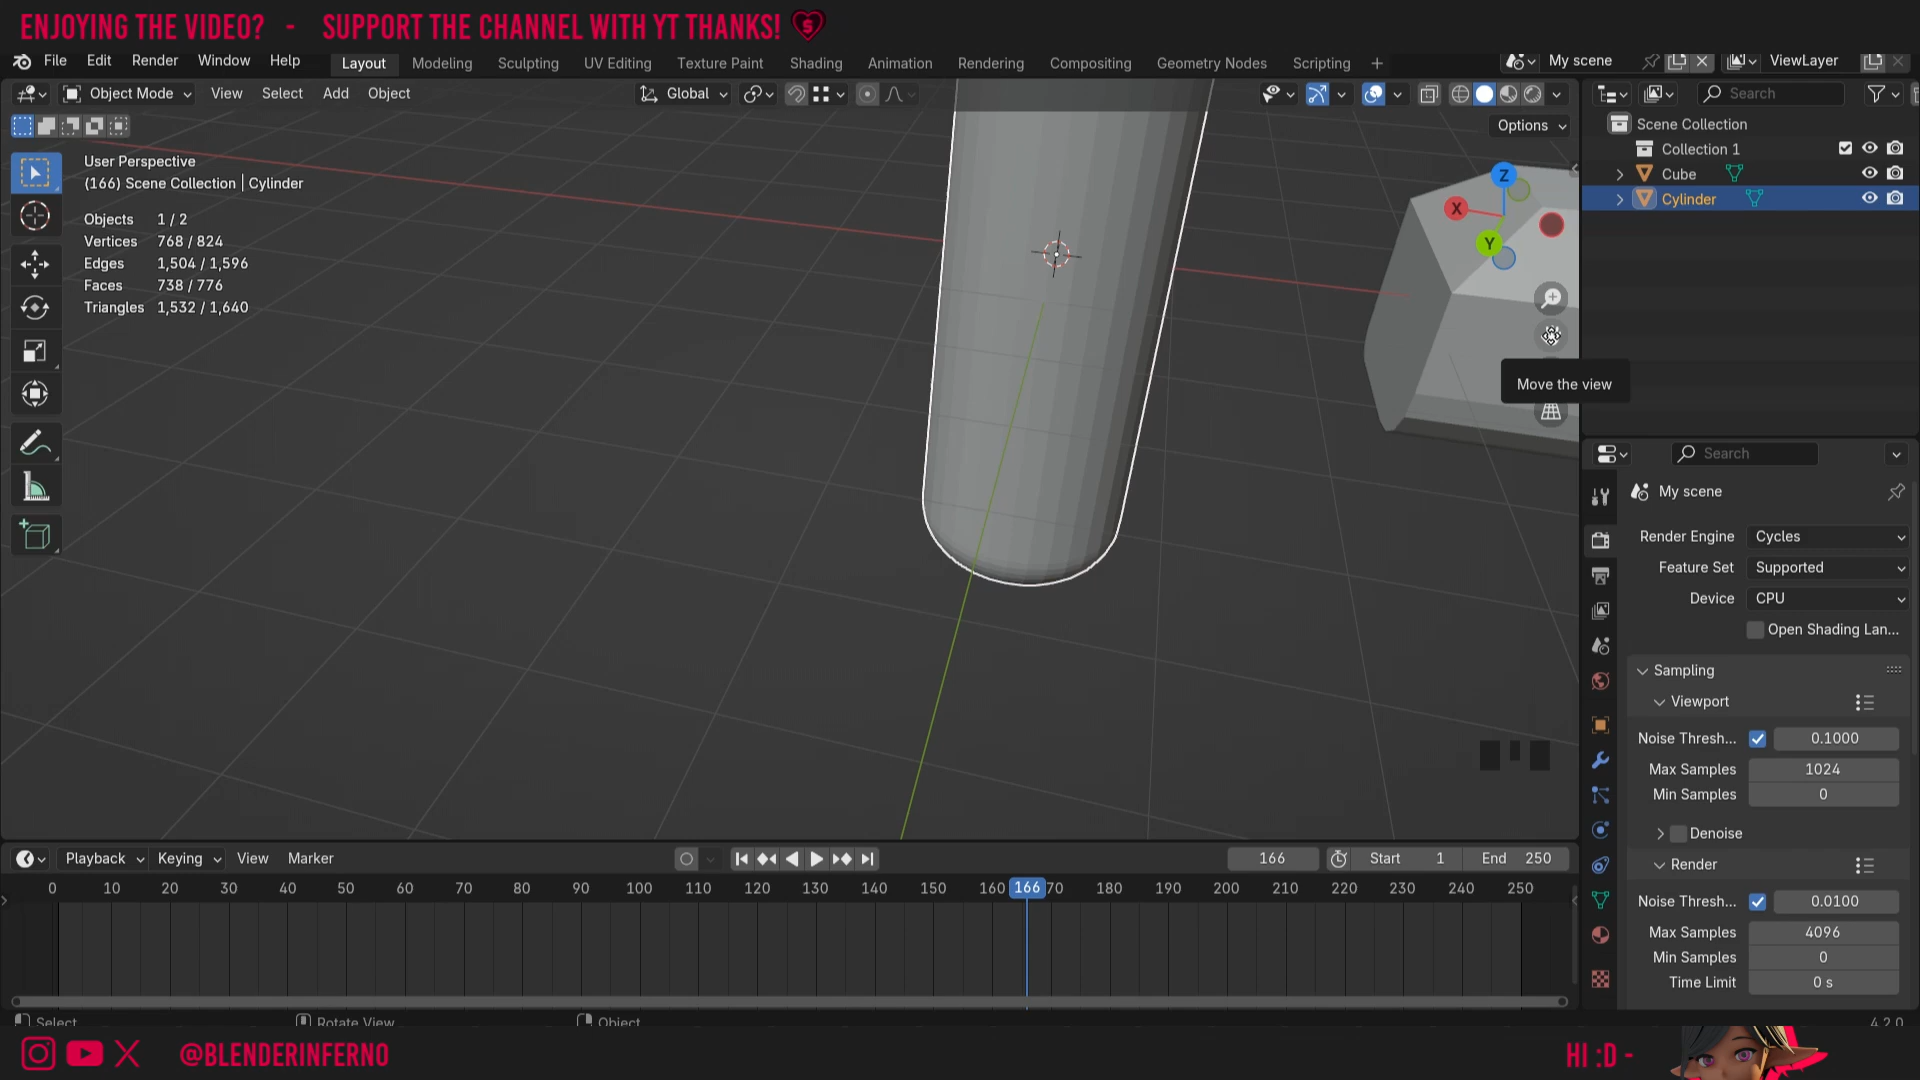 ENJOYING THE VIDEO? - SUPPORT THE CHANNEL WITH YT THANKS!
File Edit Render Window Help Layout Modeling Sculpting UV Editing Texture Paint Shading Animation Rendering Compositing Geometry Nodes Scripting + My scene ViewLayer
Object Mode View Select Add Object Global Search
Options
Scene Collection
Collection 1
Cube
Cylinder
User Perspective
(166) Scene Collection | Cylinder
Objects 1 / 2
Vertices 768 / 824
Edges 1,504 / 1,596
Faces 738 / 776
Triangles 1,532 / 1,640
Z
X
Y
Move the view
Search
My scene
Render Engine Cycles
Feature Set Supported
Device CPU
Open Shading Lan...
Sampling
Viewport
Noise Thresh... 0.1000
Max Samples 1024
Min Samples 0
Denoise
Render
Noise Thresh... 0.0100
Max Samples 4096
Min Samples 0
Time Limit 0 s
Playback Keying View Marker 166 Start 1 End 250
0 10 20 30 40 50 60 70 80 90 100 110 120 130 140 150 160 166 70 180 190 200 210 220 230 240 250
Select Rotate View Object 4.2.0
@BLENDERINFERNO HI :D -